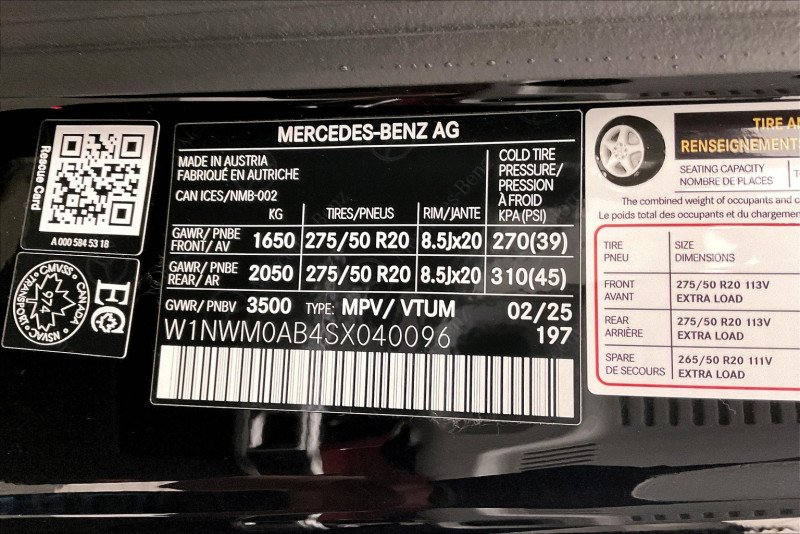 Rescue Card
A 000 584 53 18
NSVAC
CMVSS
TRANSPORT
CANADA
974
MERCEDES-BENZ AG
MADE IN AUSTRIA
FABRIQUÉ EN AUTRICHE
CAN ICES/NMB-002
COLD TIRE
PRESSURE/
PRESSION
À FROID
KPA (PSI)
KG TIRES/PNEUS RIM/JANTE
GAWR/ PNBE
FRONT/ AV 1650 275/50 R20 8.5Jx20 270(39)
GAWR/ PNBE
REAR/ AR 2050 275/50 R20 8.5Jx20 310(45)
GVWR/ PNBV 3500 TYPE: MPV/ VTUM 02/25
W1NWM0AB4SX040096 197
TIRE
RENSEIGNEMENTS
SEATING CAPACITY
NOMBRE DE PLACES
The combined weight of occupants and
Le poids total des occupants et du
TIRE
PNEU
SIZE
DIMENSIONS
FRONT
AVANT
275/50 R20 113V
EXTRA LOAD
REAR
ARRIÈRE
275/50 R20 113V
EXTRA LOAD
SPARE
DE SECOURS
265/50 R20 111V
EXTRA LOAD